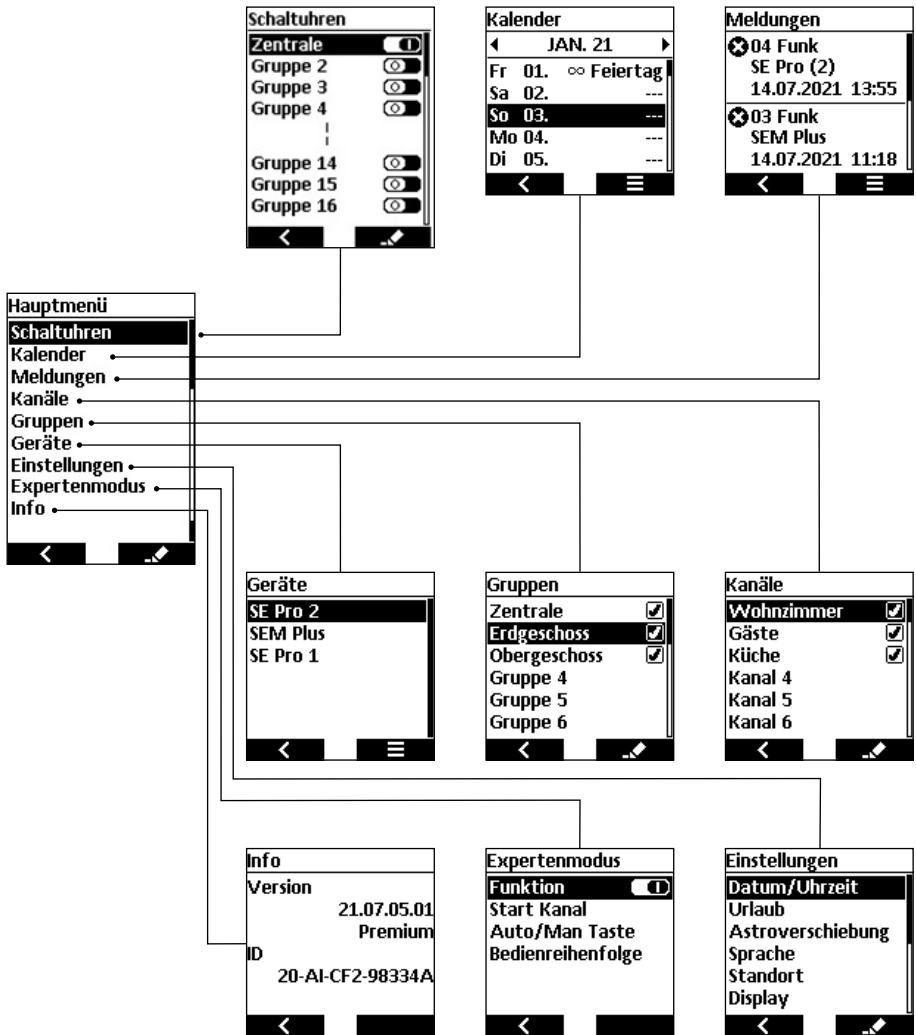 Schaltuhren
Zentrale
Gruppe 2
Gruppe 3
Gruppe 4
Gruppe 14
Gruppe 15
Gruppe 16
Kalender
JAN. 21
Fr 01. ∞ Feiertag
Sa 02. ---
So 03. ---
Mo 04. ---
Di 05. ---
Meldungen
04 Funk
SE Pro (2)
14.07.2021 13:55
03 Funk
SEM Plus
14.07.2021 11:18
Hauptmenü
Schaltuhren
Kalender
Meldungen
Kanäle
Gruppen
Geräte
Einstellungen
Expertenmodus
Info
Geräte
SE Pro 2
SEM Plus
SE Pro 1
Gruppen
Zentrale
Erdgeschoss
Obergeschoss
Gruppe 4
Gruppe 5
Gruppe 6
Kanäle
Wohnzimmer
Gäste
Küche
Kanal 4
Kanal 5
Kanal 6
Info
Version
21.07.05.01
Premium
ID
20-AI-CF2-98334A
Expertenmodus
Funktion
Start Kanal
Auto/Man Taste
Bedienreihenfolge
Einstellungen
Datum/Uhrzeit
Urlaub
Astroverschiebung
Sprache
Standort
Display